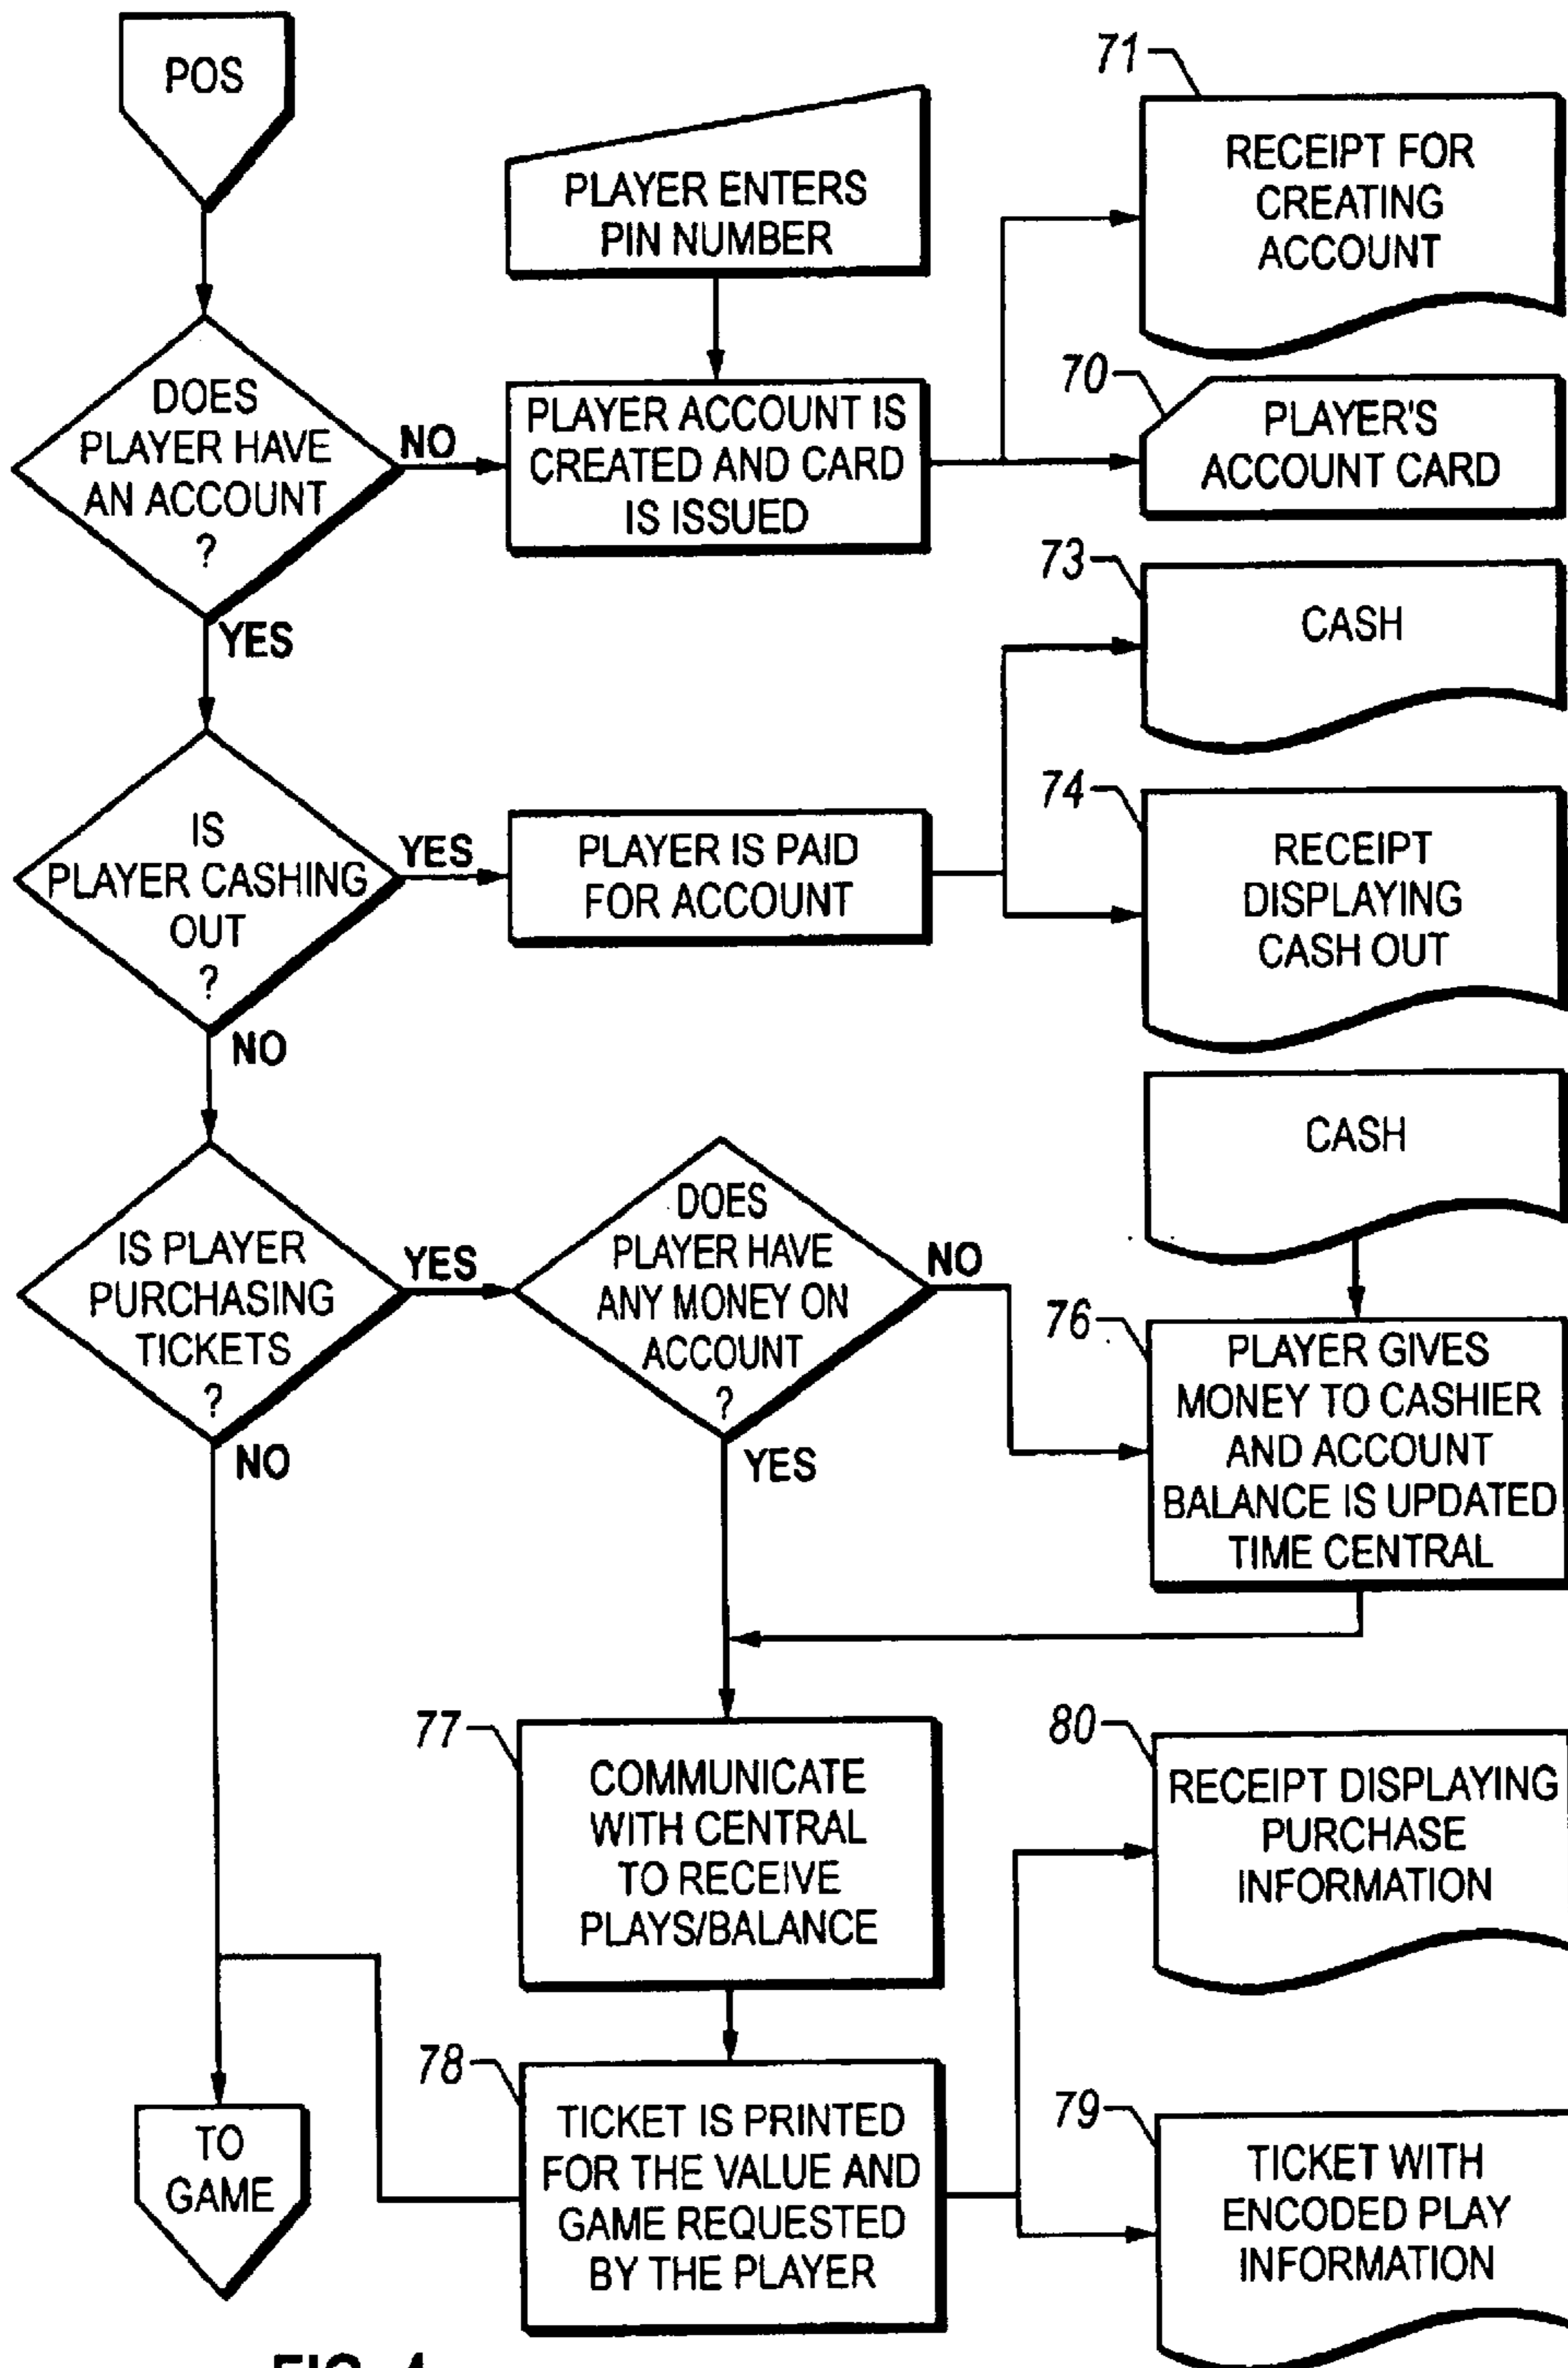 POS
71
RECEIPT FOR
CREATING
ACCOUNT
PLAYER ENTERS
PIN NUMBER
DOES
PLAYER HAVE
AN ACCOUNT
?
NO
YES
PLAYER ACCOUNT IS
CREATED AND CARD
IS ISSUED
70
PLAYER'S
ACCOUNT CARD
73
CASH
IS
PLAYER CASHING
OUT
?
YES
NO
PLAYER IS PAID
FOR ACCOUNT
74
RECEIPT
DISPLAYING
CASH OUT
CASH
IS PLAYER
PURCHASING
TICKETS
?
YES
NO
DOES
PLAYER HAVE
ANY MONEY ON
ACCOUNT
?
NO
YES
76
PLAYER GIVES
MONEY TO CASHIER
AND ACCOUNT
BALANCE IS UPDATED
TIME CENTRAL
77
COMMUNICATE
WITH CENTRAL
TO RECEIVE
PLAYS/BALANCE
80
RECEIPT DISPLAYING
PURCHASE
INFORMATION
78
TICKET IS PRINTED
FOR THE VALUE AND
GAME REQUESTED
BY THE PLAYER
79
TICKET WITH
ENCODED PLAY
INFORMATION
TO
GAME
FIG. 4